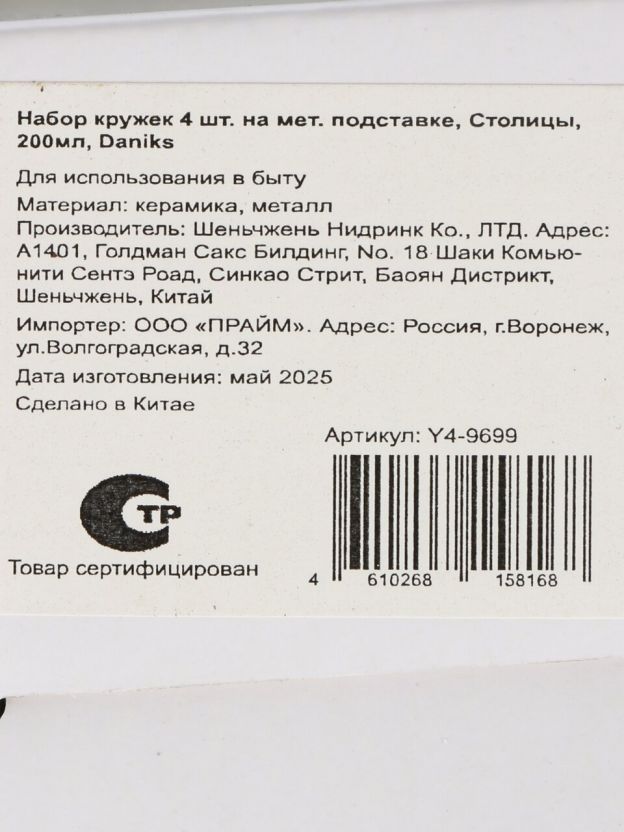 Набор кружек 4 шт. на мет. подставке, Столицы,
200мл, Daniks
Для использования в быту
Материал: керамика, металл
Производитель: Шеньчжень Нидринк Ко., ЛТД. Адрес:
А1401, Голдман Сакс Билдинг, No. 18 Шаки Комью-
нити Сентэ Роад, Синкао Стрит, Баоян Дистрикт,
Шеньчжень, Китай
Импортер: ООО «ПРАЙМ». Адрес: Россия, г.Воронеж,
ул.Волгоградская, д.32
Дата изготовления: май 2025
Сделано в Китае
Артикул: Y4-9699
СТР
Товар сертифицирован
4 610268 158168